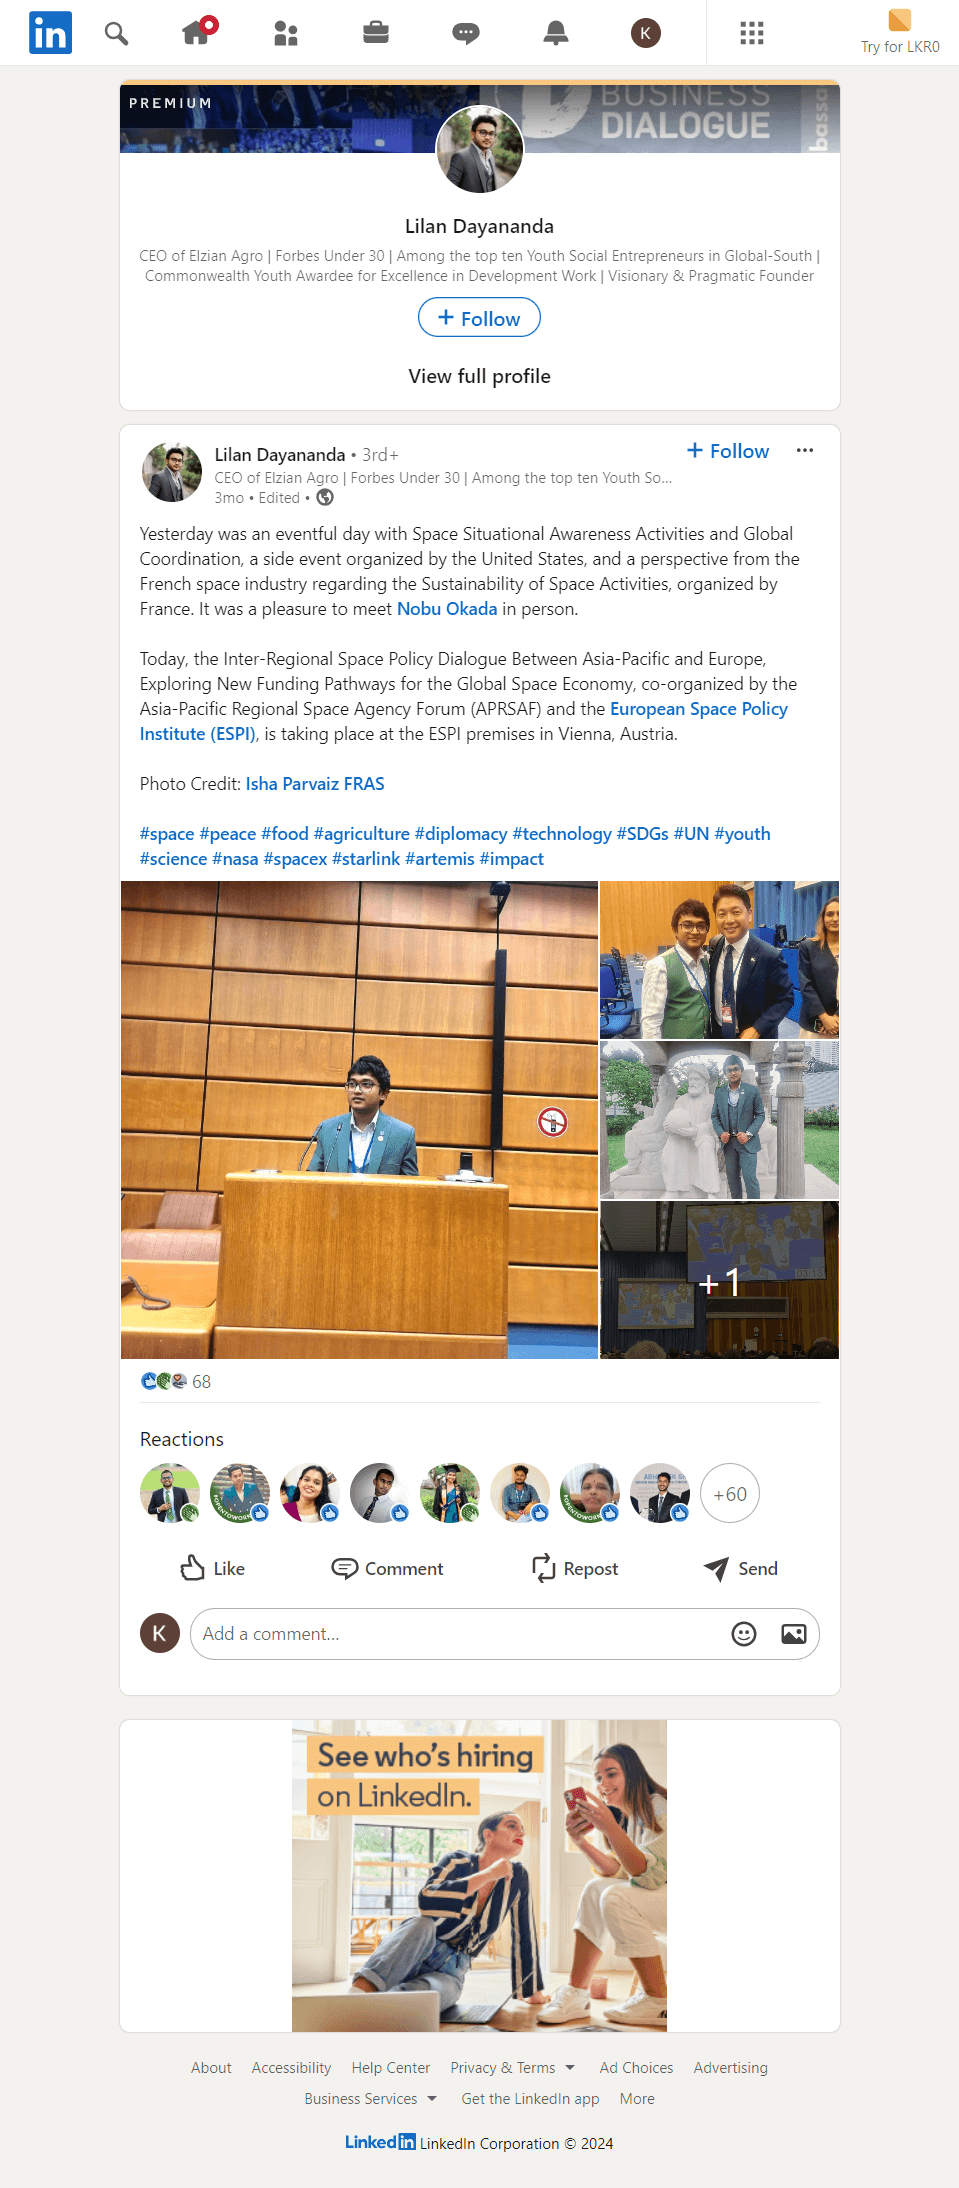 in
K
Try for LKR0
PREMIUM
BUSINESS
DIALOGUE
bassa
Lilan Dayananda
CEO of Elzian Agro | Forbes Under 30 | Among the top ten Youth Social Entrepreneurs in Global-South |
Commonwealth Youth Awardee for Excellence in Development Work | Visionary & Pragmatic Founder
+ Follow
View full profile
Lilan Dayananda • 3rd+
+ Follow
CEO of Elzian Agro | Forbes Under 30 | Among the top ten Youth So...
3mo • Edited •
Yesterday was an eventful day with Space Situational Awareness Activities and Global
Coordination, a side event organized by the United States, and a perspective from the
French space industry regarding the Sustainability of Space Activities, organized by
France. It was a pleasure to meet Nobu Okada in person.
Today, the Inter-Regional Space Policy Dialogue Between Asia-Pacific and Europe,
Exploring New Funding Pathways for the Global Space Economy, co-organized by the
Asia-Pacific Regional Space Agency Forum (APRSAF) and the European Space Policy
Institute (ESPI), is taking place at the ESPI premises in Vienna, Austria.
Photo Credit: Isha Parvaiz FRAS
#space #peace #food #agriculture #diplomacy #technology #SDGs #UN #youth
#science #nasa #spacex #starlink #artemis #impact
+1
68
Reactions
#OPENTOWORK
#OPENTOWORK
+60
Like
Comment
Repost
Send
K
Add a comment...
See who's hiring
on LinkedIn.
About Accessibility Help Center Privacy & Terms Ad Choices Advertising
Business Services Get the LinkedIn app More
LinkedIn LinkedIn Corporation © 2024